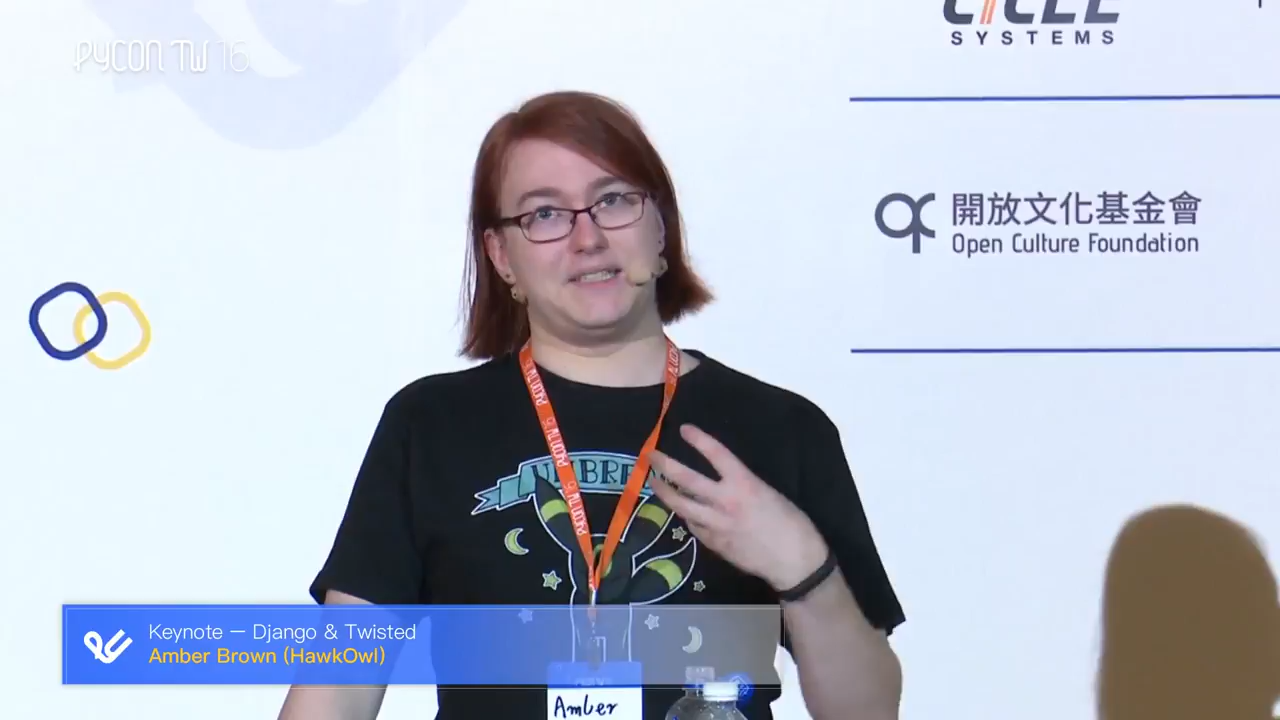 PYCON TW 16
SYSTEMS
開放文化基金會
Open Culture Foundation
Keynote — Django & Twisted
Amber Brown (HawkOwl)
Amber